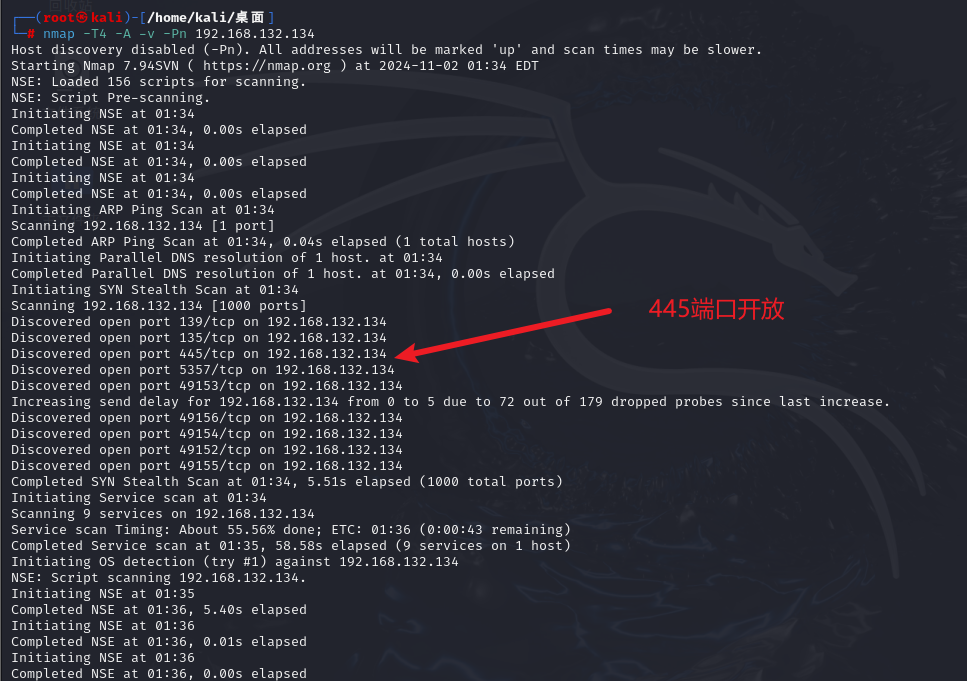 回收站
┌──(root㉿kali)-[/home/kali/桌面]
└─# nmap -T4 -A -v -Pn 192.168.132.134
Host discovery disabled (-Pn). All addresses will be marked 'up' and scan times may be slower.
Starting Nmap 7.94SVN ( https://nmap.org ) at 2024-11-02 01:34 EDT
NSE: Loaded 156 scripts for scanning.
NSE: Script Pre-scanning.
Initiating NSE at 01:34
Completed NSE at 01:34, 0.00s elapsed
Initiating NSE at 01:34
Completed NSE at 01:34, 0.00s elapsed
Initiating NSE at 01:34
Completed NSE at 01:34, 0.00s elapsed
Initiating ARP Ping Scan at 01:34
Scanning 192.168.132.134 [1 port]
Completed ARP Ping Scan at 01:34, 0.04s elapsed (1 total hosts)
Initiating Parallel DNS resolution of 1 host. at 01:34
Completed Parallel DNS resolution of 1 host. at 01:34, 0.00s elapsed
Initiating SYN Stealth Scan at 01:34
Scanning 192.168.132.134 [1000 ports]
445端口开放
Discovered open port 139/tcp on 192.168.132.134
Discovered open port 135/tcp on 192.168.132.134
Discovered open port 445/tcp on 192.168.132.134
Discovered open port 5357/tcp on 192.168.132.134
Discovered open port 49153/tcp on 192.168.132.134
Increasing send delay for 192.168.132.134 from 0 to 5 due to 72 out of 179 dropped probes since last increase.
Discovered open port 49156/tcp on 192.168.132.134
Discovered open port 49154/tcp on 192.168.132.134
Discovered open port 49152/tcp on 192.168.132.134
Discovered open port 49155/tcp on 192.168.132.134
Completed SYN Stealth Scan at 01:34, 5.51s elapsed (1000 total ports)
Initiating Service scan at 01:34
Scanning 9 services on 192.168.132.134
Service scan Timing: About 55.56% done; ETC: 01:36 (0:00:43 remaining)
Completed Service scan at 01:35, 58.58s elapsed (9 services on 1 host)
Initiating OS detection (try #1) against 192.168.132.134
NSE: Script scanning 192.168.132.134.
Initiating NSE at 01:35
Completed NSE at 01:36, 5.40s elapsed
Initiating NSE at 01:36
Completed NSE at 01:36, 0.01s elapsed
Initiating NSE at 01:36
Completed NSE at 01:36, 0.00s elapsed